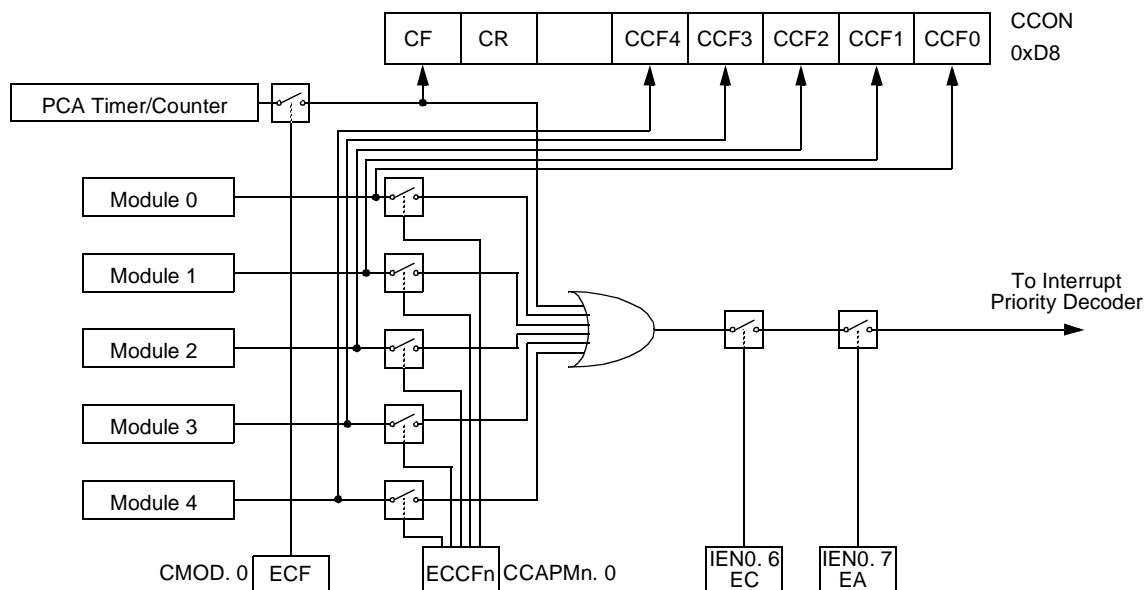 CF CR CCF4 CCF3 CCF2 CCF1 CCF0 CCON
0xD8
PCA Timer/Counter
Module 0
Module 1
To Interrupt
Priority Decoder
Module 2
Module 3
Module 4
CMOD. 0 ECF ECCFn CCAPMn. 0
IEN0. 6
EC
IEN0. 7
EA